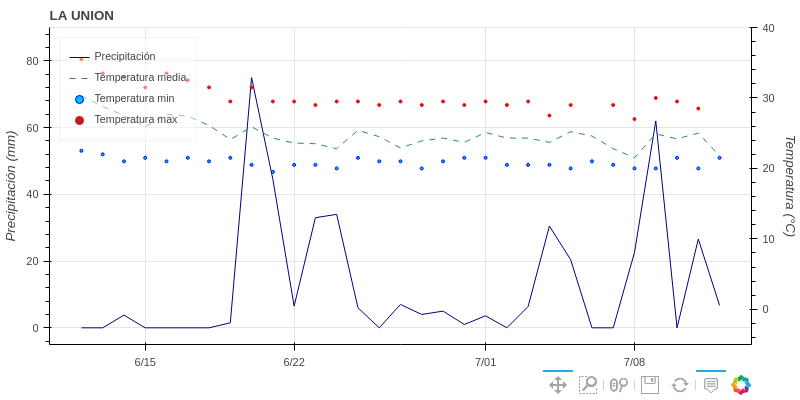 LA UNION
Precipitación
Temperatura media
Temperatura min
Temperatura max
Precipitación (mm)
80
60
40
20
0
Temperatura (°C)
40
30
20
10
0
6/15
6/22
7/01
7/08